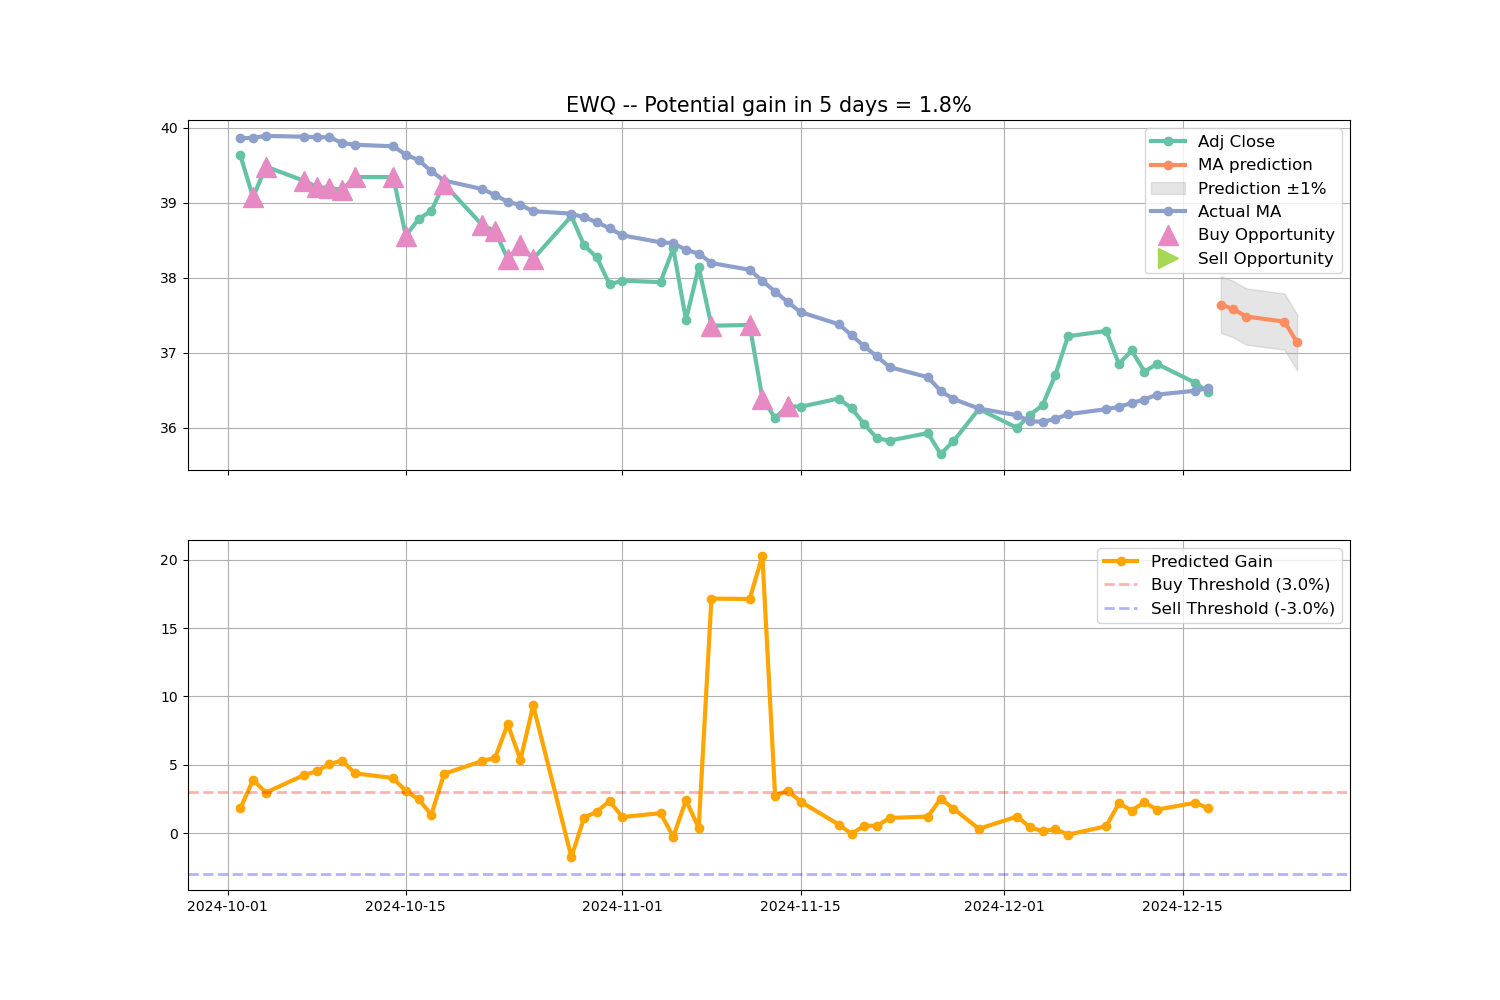 EWQ -- Potential gain in 5 days = 1.8%
40
39
38
37
36
Adj Close
MA prediction
Prediction ±1%
Actual MA
Buy Opportunity
Sell Opportunity
20
15
10
5
0
Predicted Gain
Buy Threshold (3.0%)
Sell Threshold (-3.0%)
2024-10-01
2024-10-15
2024-11-01
2024-11-15
2024-12-01
2024-12-15